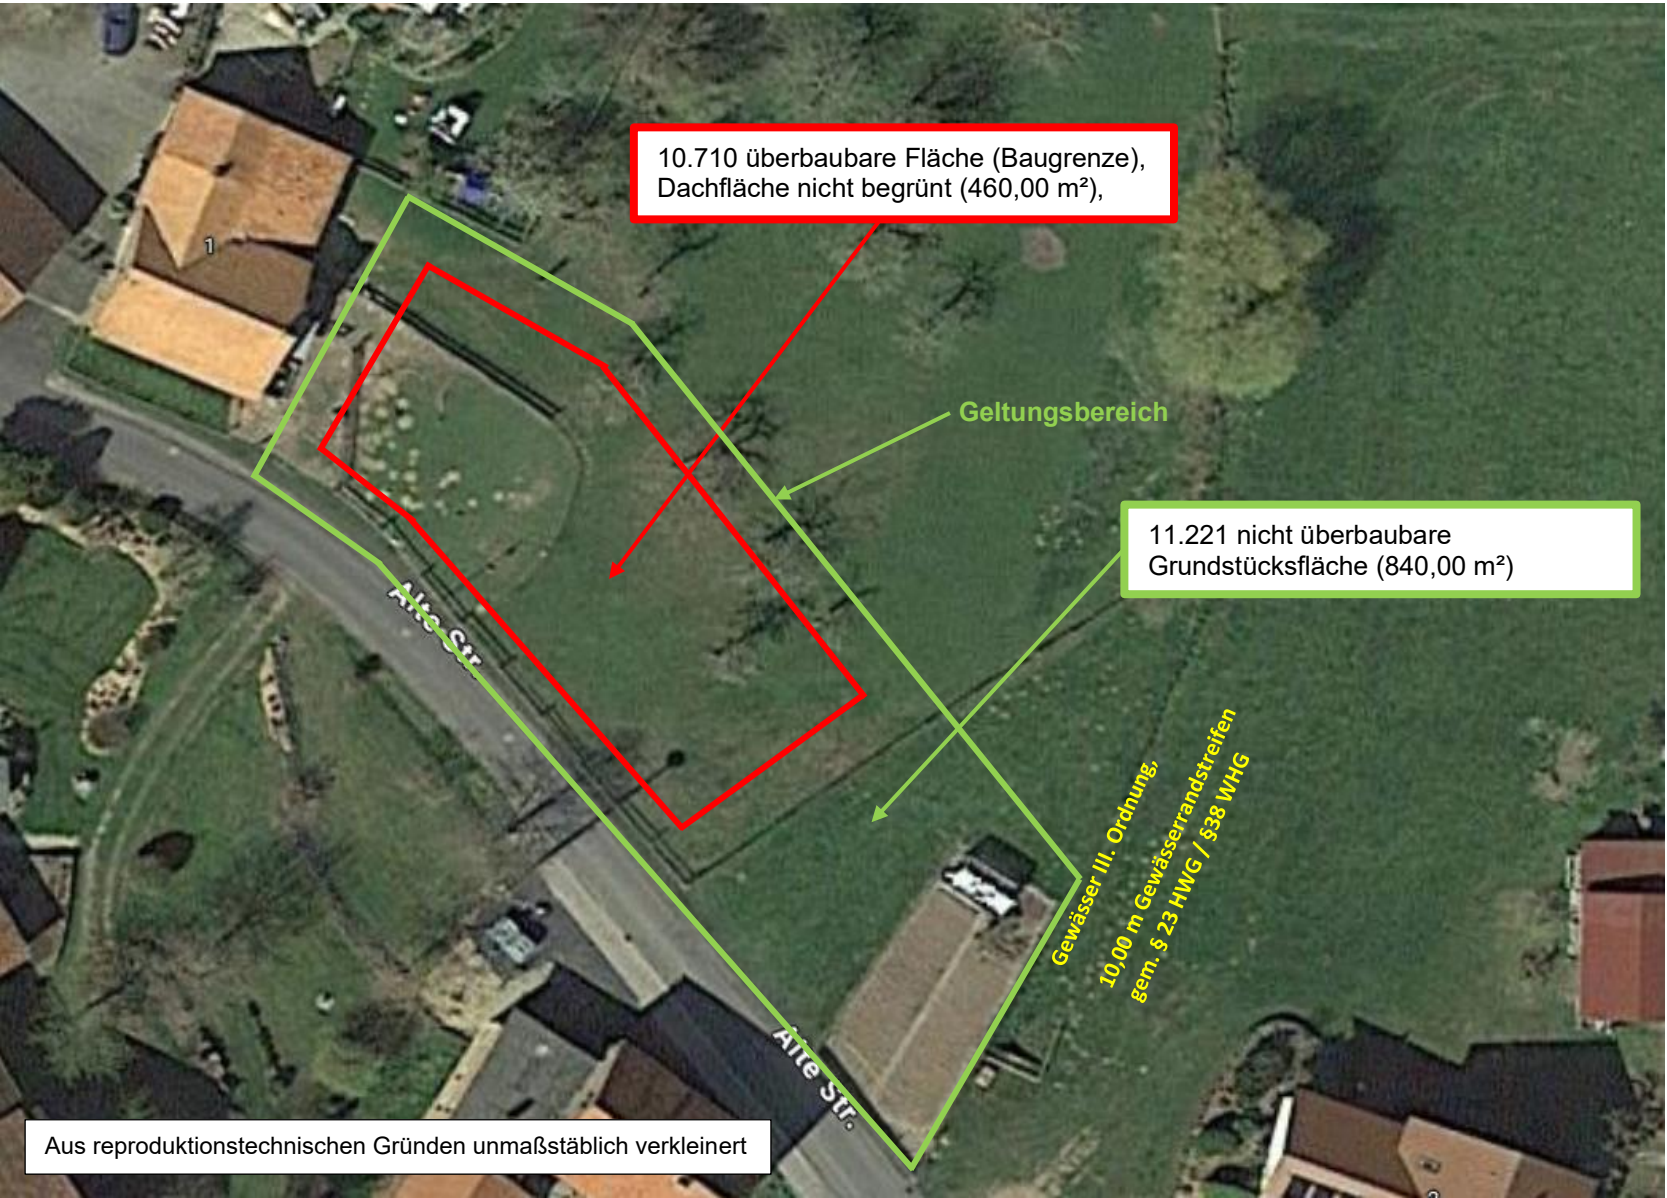 10.710 überbaubare Fläche (Baugrenze),
Dachfläche nicht begrünt (460,00 m²),
1
Geltungsbereich
11.221 nicht überbaubare
Grundstücksfläche (840,00 m²)
Alte Str.
Gewässer III. Ordnung,
10,00 m Gewässerrandstreifen
gem. § 23 HWG / §38 WHG
Alte Str.
Aus reproduktionstechnischen Gründen unmaßstäblich verkleinert